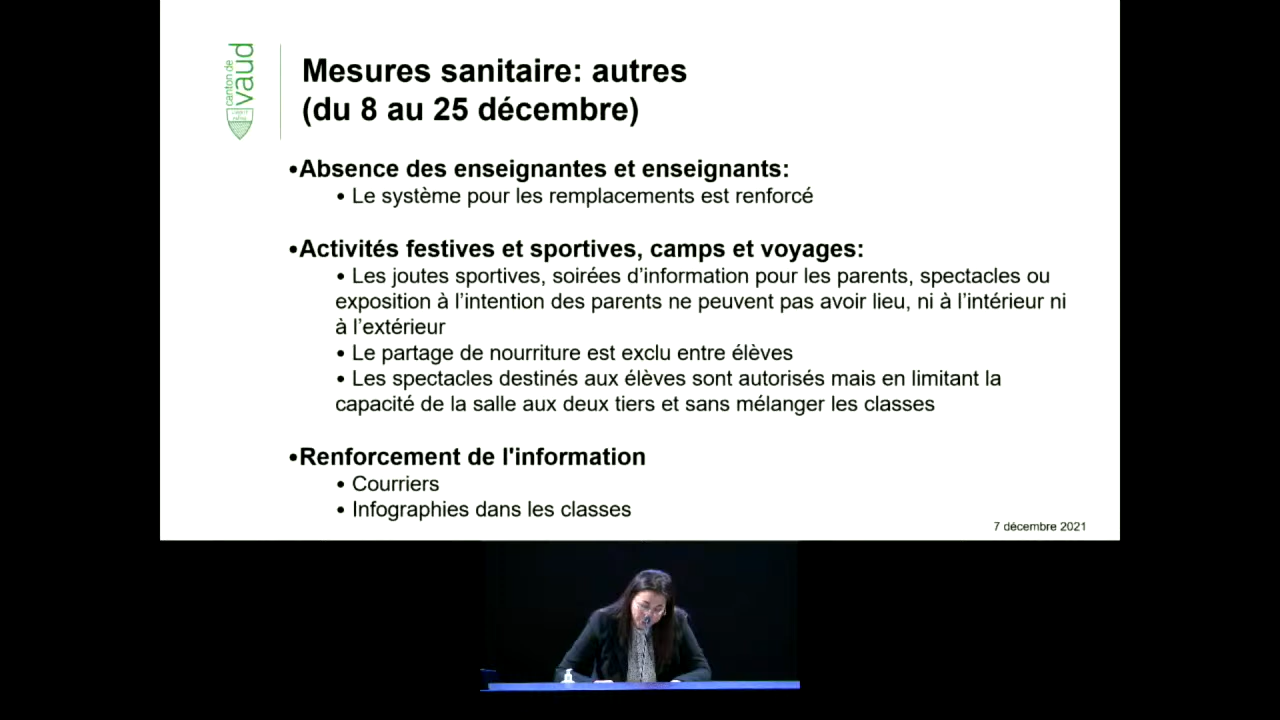 canton de
vaud
Mesures sanitaire: autres
(du 8 au 25 décembre)
•Absence des enseignantes et enseignants:
• Le système pour les remplacements est renforcé
•Activités festives et sportives, camps et voyages:
• Les joutes sportives, soirées d’information pour les parents, spectacles ou
exposition à l’intention des parents ne peuvent pas avoir lieu, ni à l’intérieur ni
à l’extérieur
• Le partage de nourriture est exclu entre élèves
• Les spectacles destinés aux élèves sont autorisés mais en limitant la
capacité de la salle aux deux tiers et sans mélanger les classes
•Renforcement de l'information
• Courriers
• Infographies dans les classes
7 décembre 2021